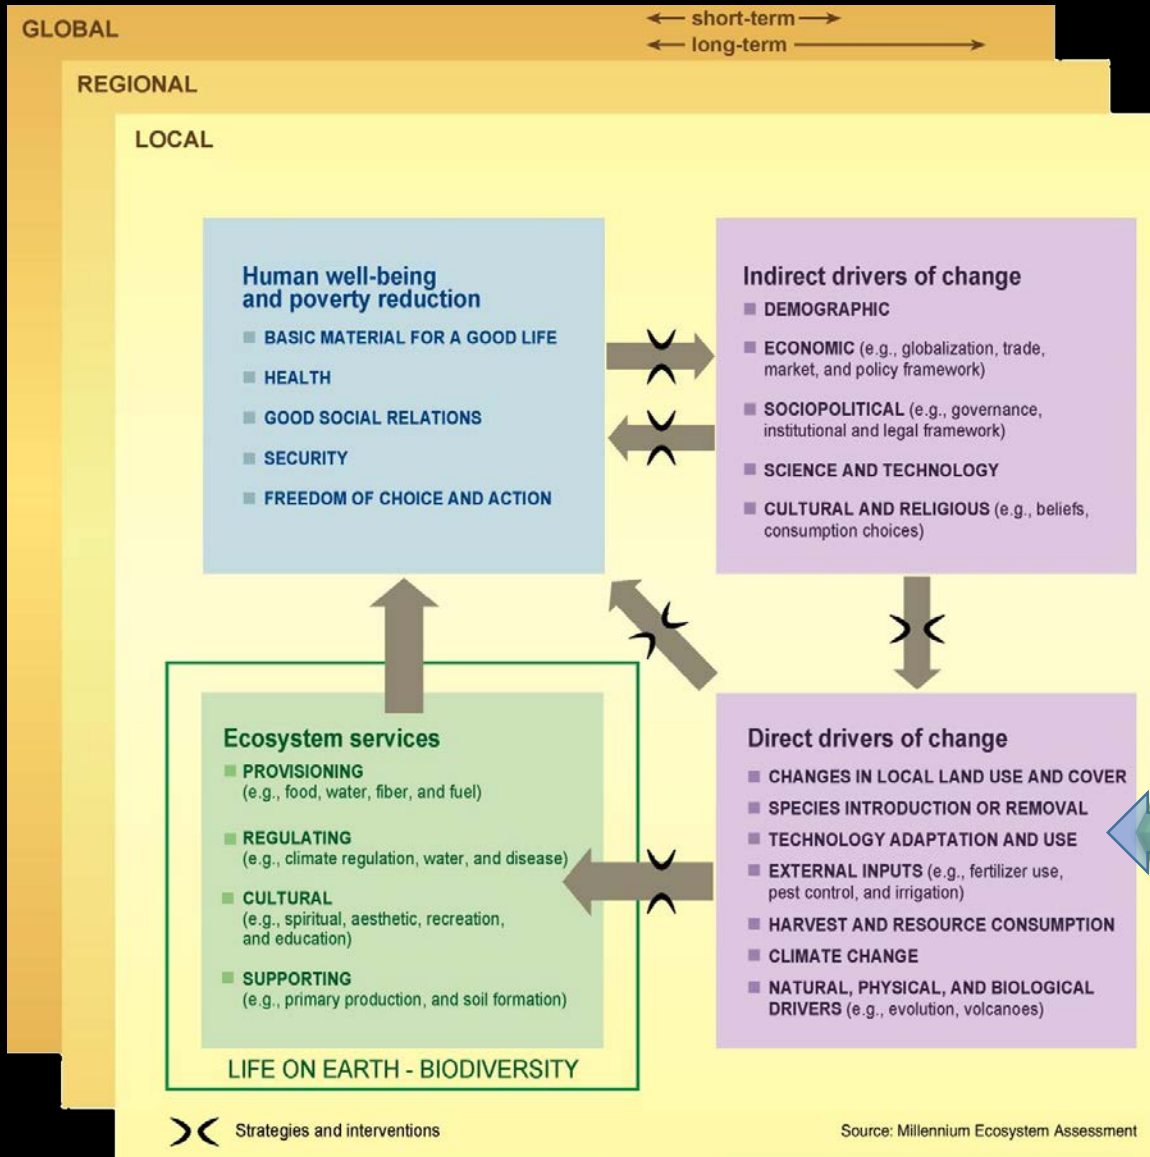 GLOBAL
short-term
long-term
REGIONAL
LOCAL
Human well-being
and poverty reduction
BASIC MATERIAL FOR A GOOD LIFE
HEALTH
GOOD SOCIAL RELATIONS
SECURITY
FREEDOM OF CHOICE AND ACTION
Indirect drivers of change
DEMOGRAPHIC
ECONOMIC (e.g., globalization, trade,
market, and policy framework)
SOCIOPOLITICAL (e.g., governance,
institutional and legal framework)
SCIENCE AND TECHNOLOGY
CULTURAL AND RELIGIOUS (e.g., beliefs,
consumption choices)
Ecosystem services
PROVISIONING
(e.g., food, water, fiber, and fuel)
REGULATING
(e.g., climate regulation, water, and disease)
CULTURAL
(e.g., spiritual, aesthetic, recreation,
and education)
SUPPORTING
(e.g., primary production, and soil formation)
LIFE ON EARTH - BIODIVERSITY
Direct drivers of change
CHANGES IN LOCAL LAND USE AND COVER
SPECIES INTRODUCTION OR REMOVAL
TECHNOLOGY ADAPTATION AND USE
EXTERNAL INPUTS (e.g., fertilizer use,
pest control, and irrigation)
HARVEST AND RESOURCE CONSUMPTION
CLIMATE CHANGE
NATURAL, PHYSICAL, AND BIOLOGICAL
DRIVERS (e.g., evolution, volcanoes)
Strategies and interventions
Source: Millennium Ecosystem Assessment